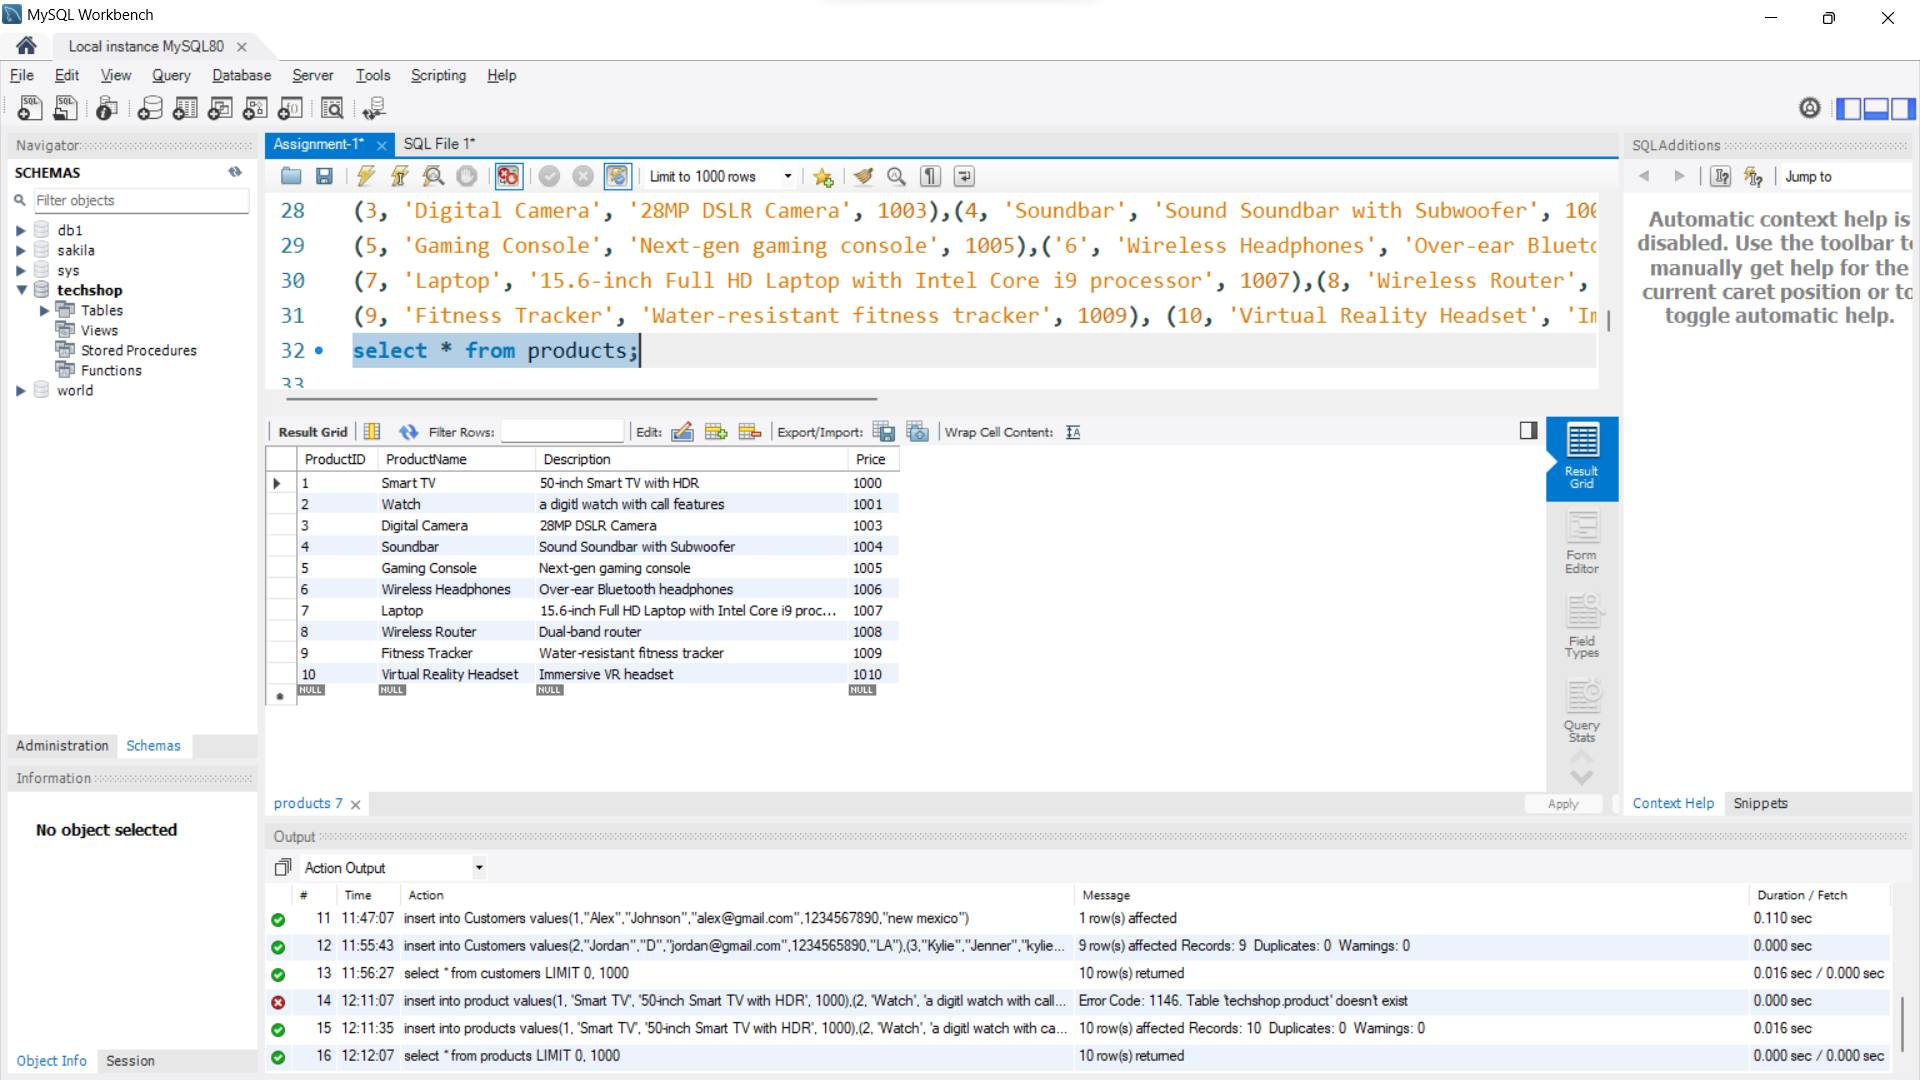 MySQL Workbench
Local instance MySQL80
File Edit View Query Database Server Tools Scripting Help
Navigator
SCHEMAS
Filter objects
db1
sakila
sys
techshop
Tables
Views
Stored Procedures
Functions
world
Administration Schemas
Information
No object selected
Object Info Session
Assignment-1* SQL File 1*
Limit to 1000 rows
28 (3, 'Digital Camera', '28MP DSLR Camera', 1003),(4, 'Soundbar', 'Sound Soundbar with Subwoofer', 100
29 (5, 'Gaming Console', 'Next-gen gaming console', 1005),('6', 'Wireless Headphones', 'Over-ear Blueto
30 (7, 'Laptop', '15.6-inch Full HD Laptop with Intel Core i9 processor', 1007),(8, 'Wireless Router',
31 (9, 'Fitness Tracker', 'Water-resistant fitness tracker', 1009), (10, 'Virtual Reality Headset', 'Im
32 select * from products;
33
Result Grid Filter Rows: Edit: Export/Import: Wrap Cell Content:
ProductID ProductName Description Price
1 Smart TV 50-inch Smart TV with HDR 1000
2 Watch a digitl watch with call features 1001
3 Digital Camera 28MP DSLR Camera 1003
4 Soundbar Sound Soundbar with Subwoofer 1004
5 Gaming Console Next-gen gaming console 1005
6 Wireless Headphones Over-ear Bluetooth headphones 1006
7 Laptop 15.6-inch Full HD Laptop with Intel Core i9 proc... 1007
8 Wireless Router Dual-band router 1008
9 Fitness Tracker Water-resistant fitness tracker 1009
10 Virtual Reality Headset Immersive VR headset 1010
NULL NULL NULL NULL
Result
Grid
Form
Editor
Field
Types
Query
Stats
products 7
Apply
SQLAdditions
Jump to
Automatic context help is
disabled. Use the toolbar to
manually get help for the
current caret position or to
toggle automatic help.
Context Help Snippets
Output
Action Output
# Time Action Message Duration / Fetch
11 11:47:07 insert into Customers values(1,"Alex","Johnson","alex@gmail.com",1234567890,"new mexico") 1 row(s) affected 0.110 sec
12 11:55:43 insert into Customers values(2,"Jordan","D","jordan@gmail.com",1234565890,"LA"),(3,"Kylie","Jenner","kylie... 9 row(s) affected Records: 9 Duplicates: 0 Warnings: 0 0.000 sec
13 11:56:27 select * from customers LIMIT 0, 1000 10 row(s) returned 0.016 sec / 0.000 sec
14 12:11:07 insert into product values(1, 'Smart TV', '50-inch Smart TV with HDR', 1000),(2, 'Watch', 'a digitl watch with call... Error Code: 1146. Table 'techshop.product' doesn't exist 0.000 sec
15 12:11:35 insert into products values(1, 'Smart TV', '50-inch Smart TV with HDR', 1000),(2, 'Watch', 'a digitl watch with ca... 10 row(s) affected Records: 10 Duplicates: 0 Warnings: 0 0.016 sec
16 12:12:07 select * from products LIMIT 0, 1000 10 row(s) returned 0.000 sec / 0.000 sec